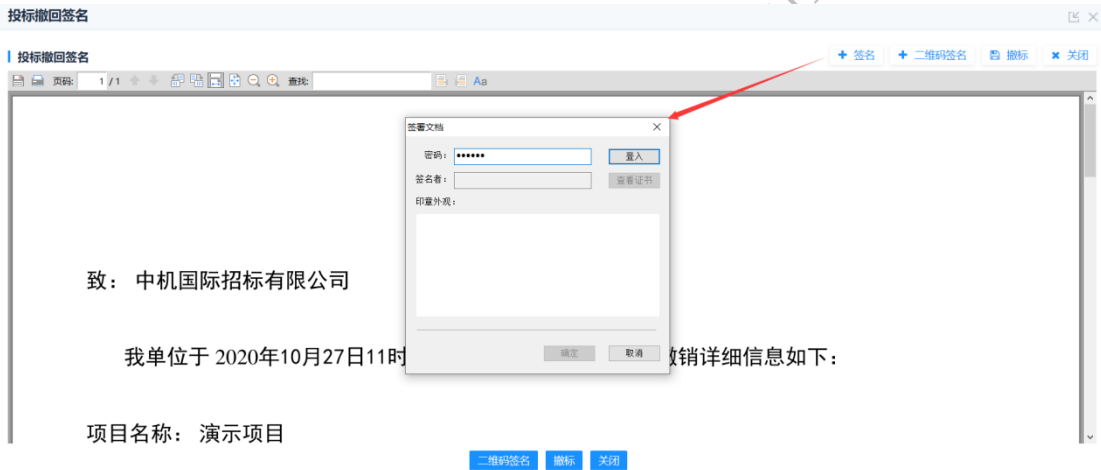 投标撤回签名
投标撤回签名
签名 二维码签名 撤标 关闭
页码: 1 / 1 查找: Aa
签署文档
密码: ●●●●●● 登入
签名者: 查看证书
印章外观:
确定 取消
致： 中机国际招标有限公司
我单位于 2020年10月27日11时 销详细信息如下：
项目名称： 演示项目
二维码签名 撤标 关闭